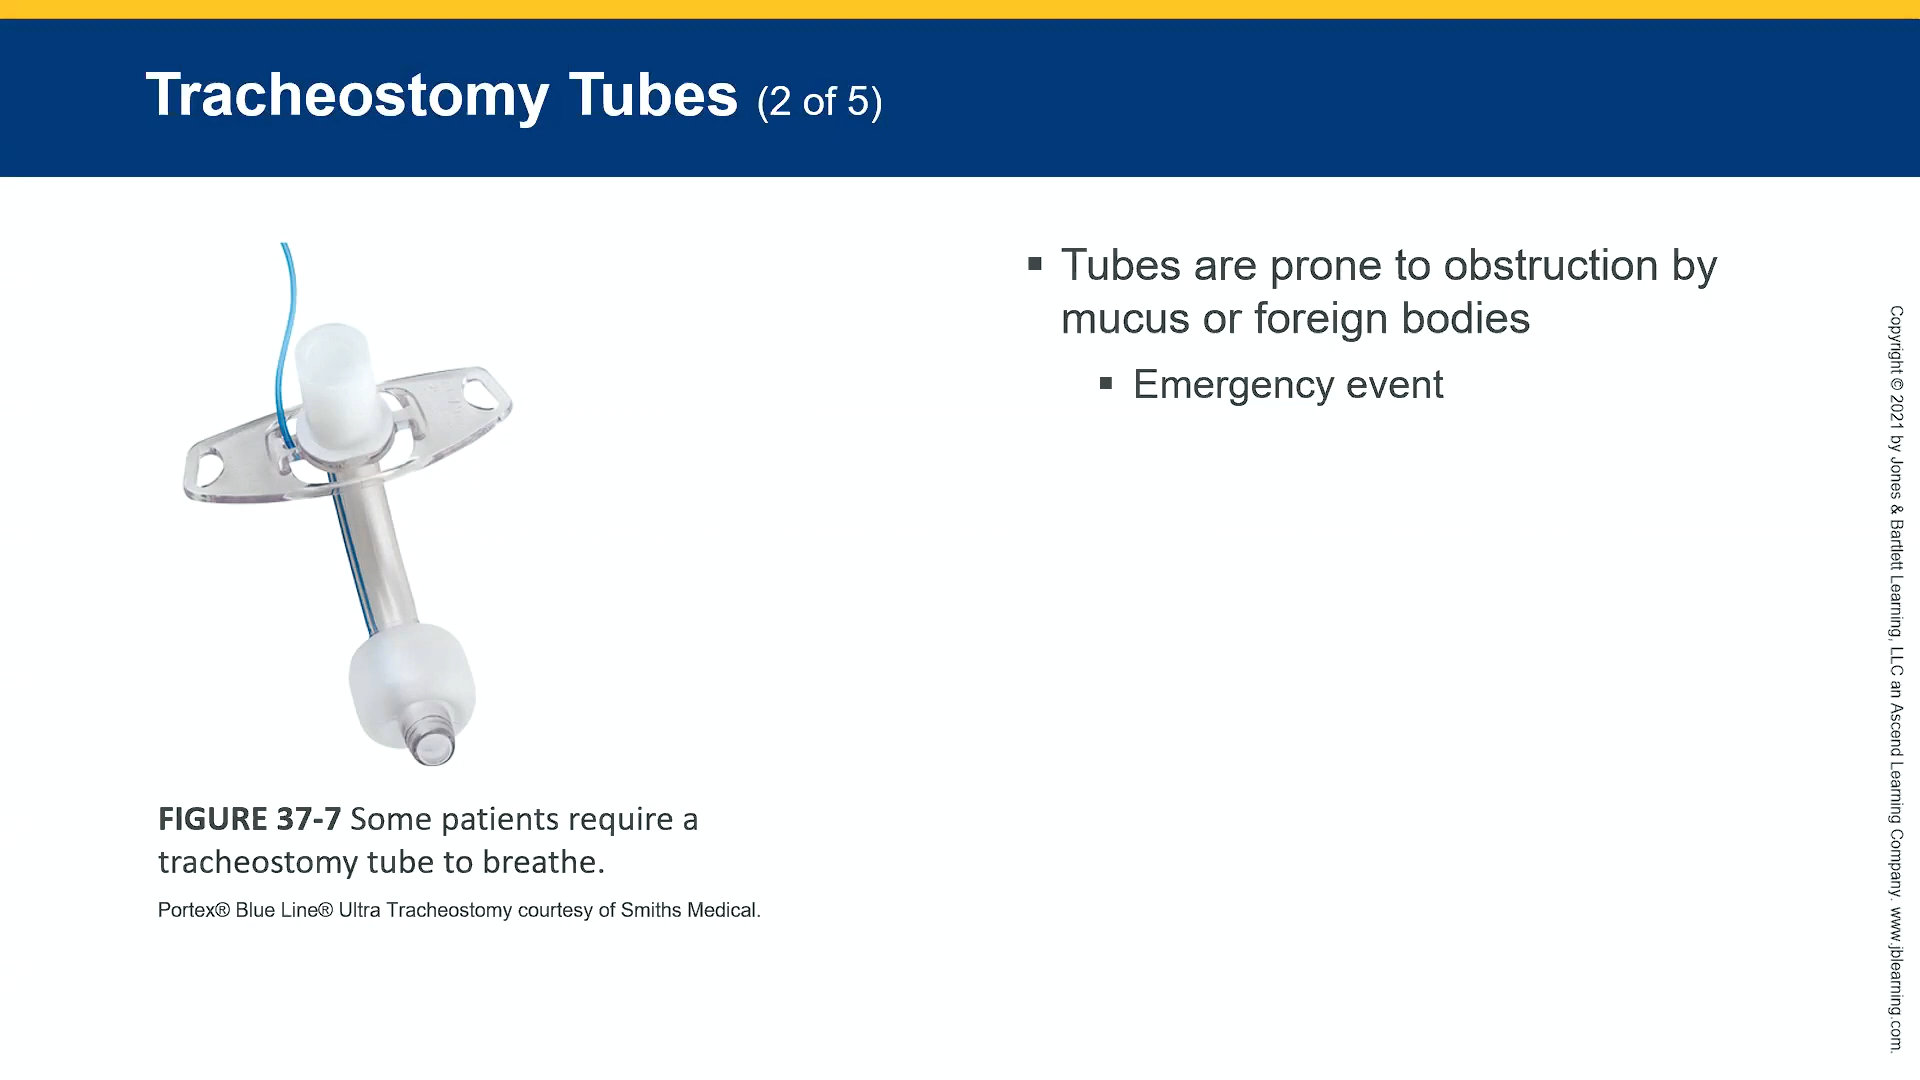 Tracheostomy Tubes (2 of 5)
▪ Tubes are prone to obstruction by
mucus or foreign bodies
▪ Emergency event
FIGURE 37-7 Some patients require a
tracheostomy tube to breathe.
Portex® Blue Line® Ultra Tracheostomy courtesy of Smiths Medical.
Copyright © 2021 by Jones & Bartlett Learning, LLC an Ascend Learning Company. www.jblearning.com.